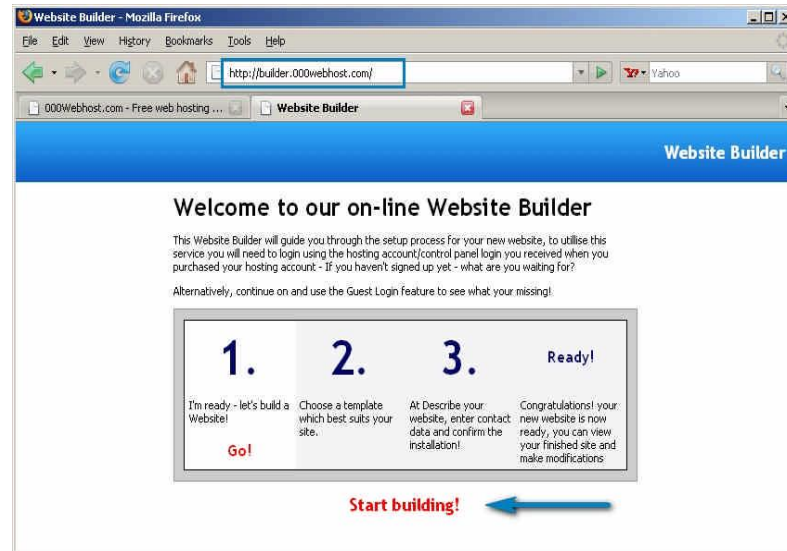 Website Builder - Mozilla Firefox
File Edit View History Bookmarks Tools Help
http://builder.000webhost.com/
Yahoo
000Webhost.com - Free web hosting ...
Website Builder
Website Builder
Welcome to our on-line Website Builder
This Website Builder will guide you through the setup process for your new website, to utilise this
service you will need to login using the hosting account/control panel login you received when you
purchased your hosting account - If you haven't signed up yet - what are you waiting for?
Alternatively, continue on and use the Guest Login feature to see what your missing!
1.
I'm ready - let's build a
Website!
Go!
2.
Choose a template
which best suits your
site.
3.
At Describe your
website, enter contact
data and confirm the
installation!
Ready!
Congratulations! your
new website is now
ready, you can view
your finished site and
make modifications
Start building!